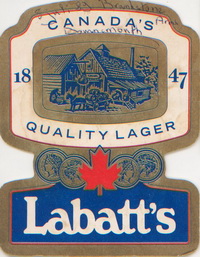 CANADA'S
18 47
QUALITY LAGER
Labatt's